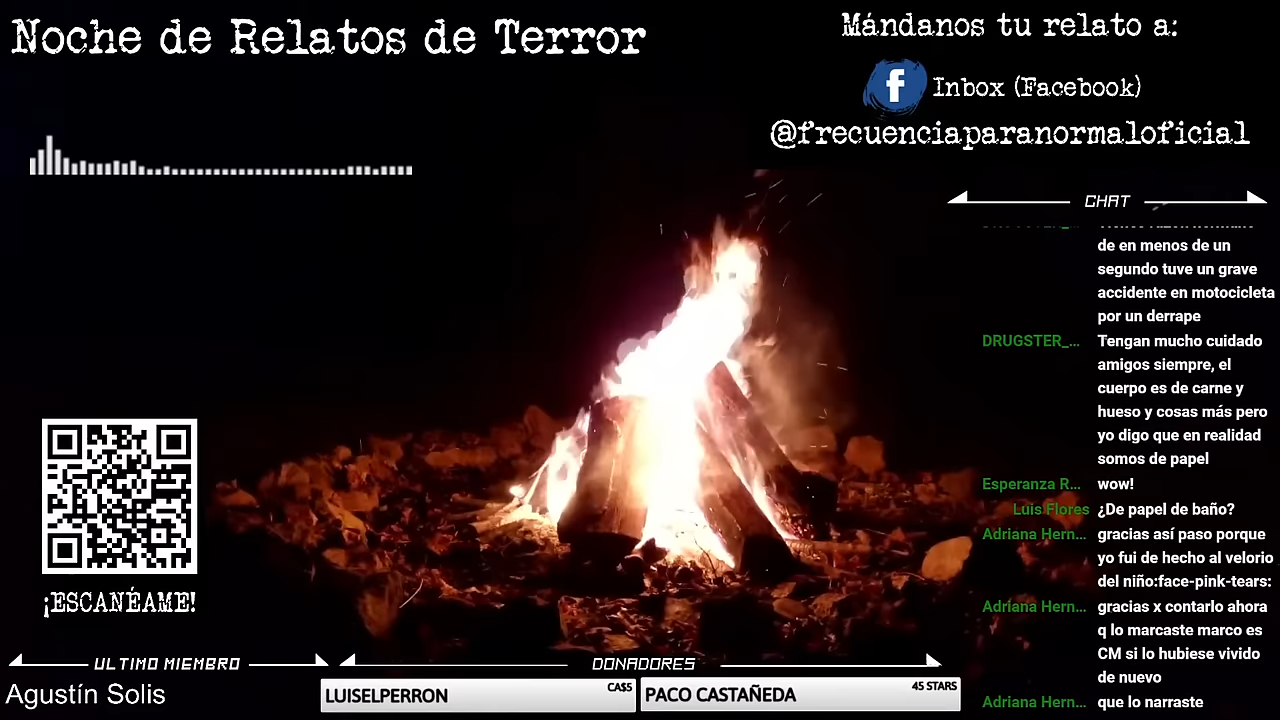 Noche de Relatos de Terror
Mándanos tu relato a:
f Inbox (Facebook)
@frecuenciaparanormaloficial
CHAT
de en menos de un
segundo tuve un grave
accidente en motocicleta
por un derrape
DRUGSTER_... Tengan mucho cuidado
amigos siempre, el
cuerpo es de carne y
hueso y cosas más pero
yo digo que en realidad
somos de papel
Esperanza R... wow!
Luis Flores ¿De papel de baño?
Adriana Hern... gracias así paso porque
yo fui de hecho al velorio
del niño:face-pink-tears:
Adriana Hern... gracias x contarlo ahora
q lo marcaste marco es
CM si lo hubiese vivido
de nuevo
Adriana Hern... que lo narraste
¡ESCANÉAME!
ULTIMO MIEMBRO
Agustín Solis
DONADORES
LUISELPERRON CA$5
PACO CASTAÑEDA 45 STARS